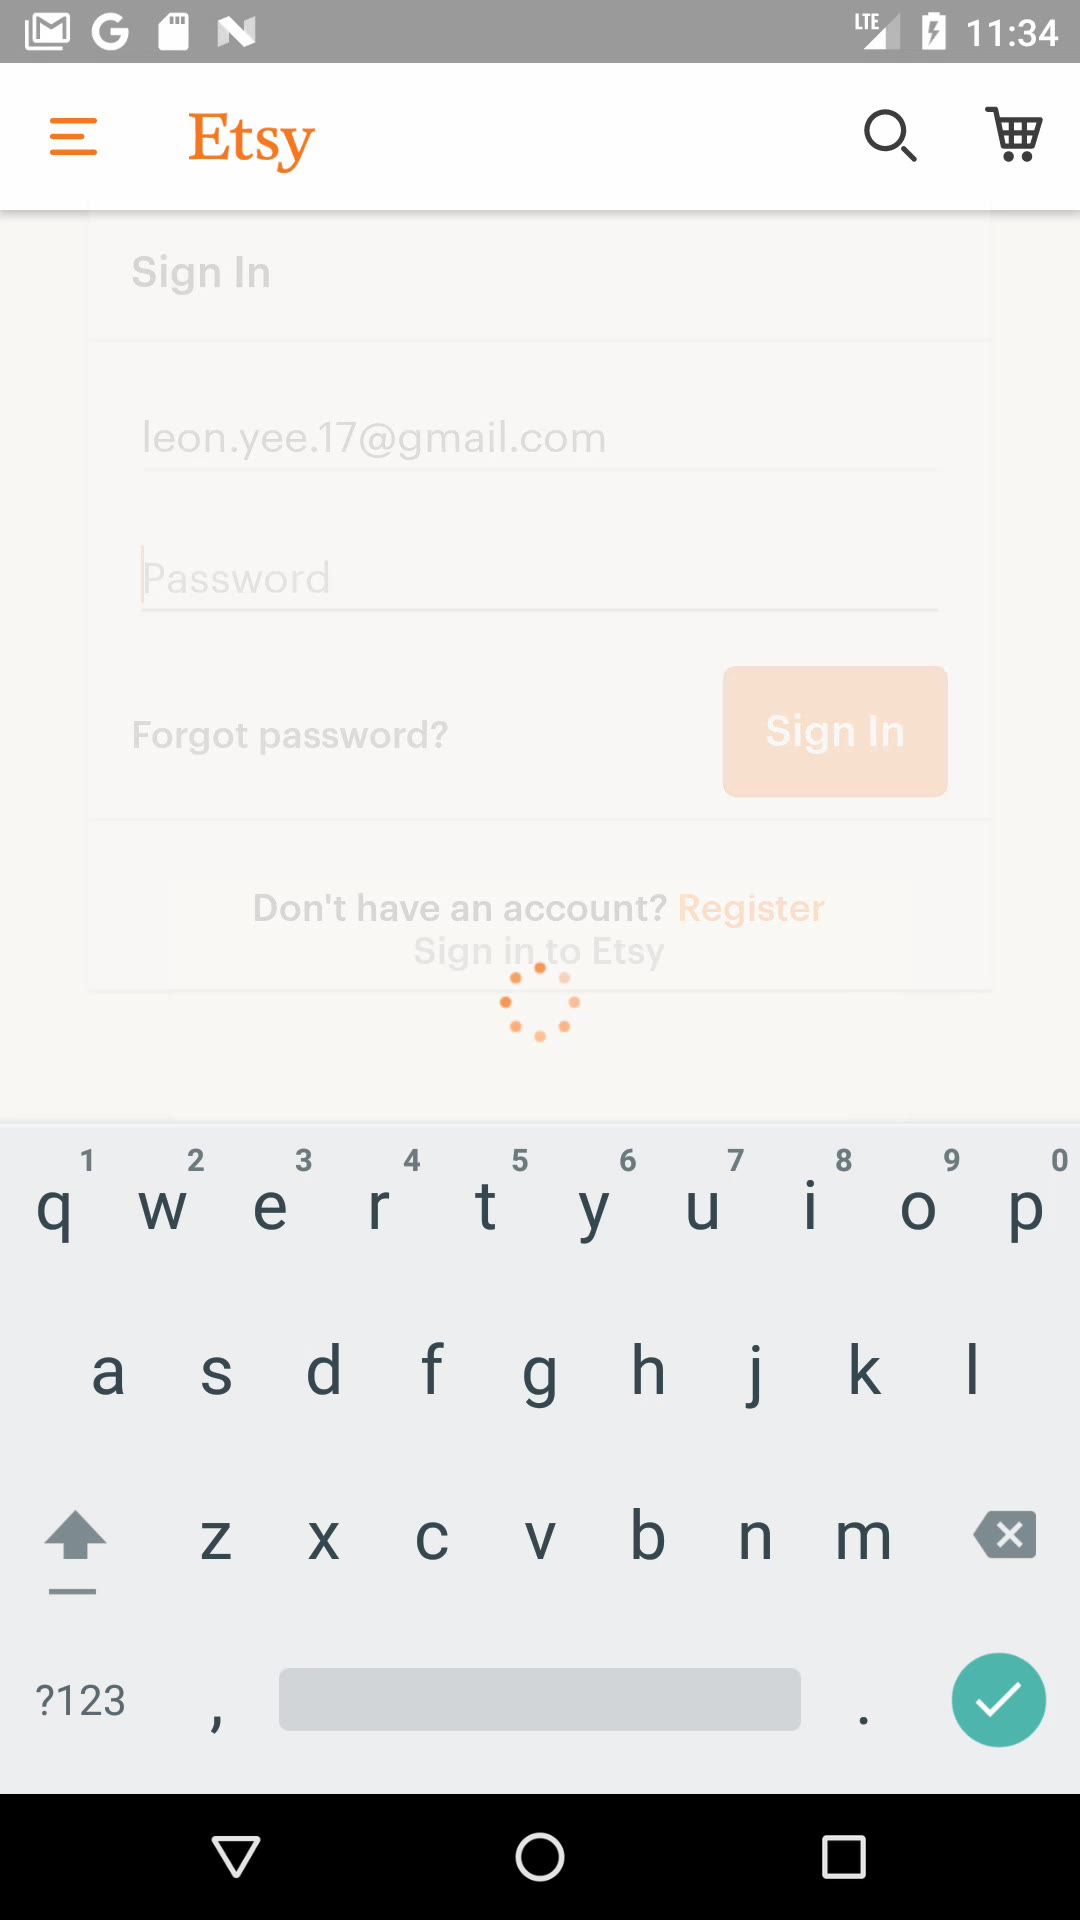 LTE 11:34
Etsy
Sign In
leon.yee.17@gmail.com
Password
Forgot password?
Sign In
Don't have an account? Register
Sign in to Etsy
1 2 3 4 5 6 7 8 9 0
q w e r t y u i o p
a s d f g h j k l
z x c v b n m
?123 , .